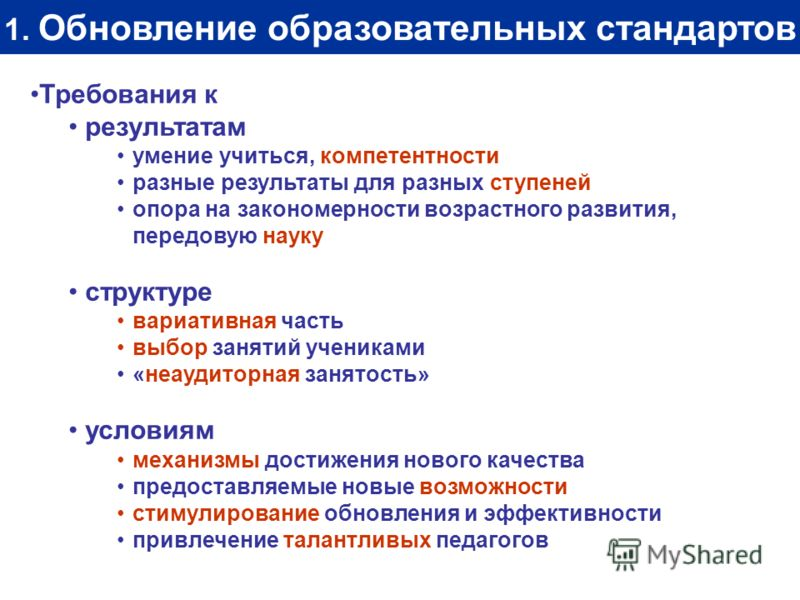 1. Обновление образовательных стандартов
•Требования к
• результатам
• умение учиться, компетентности
• разные результаты для разных ступеней
• опора на закономерности возрастного развития,
передовую науку
• структуре
• вариативная часть
• выбор занятий учениками
• «неаудиторная занятость»
• условиям
• механизмы достижения нового качества
• предоставляемые новые возможности
• стимулирование обновления и эффективности
• привлечение талантливых педагогов
MyShared